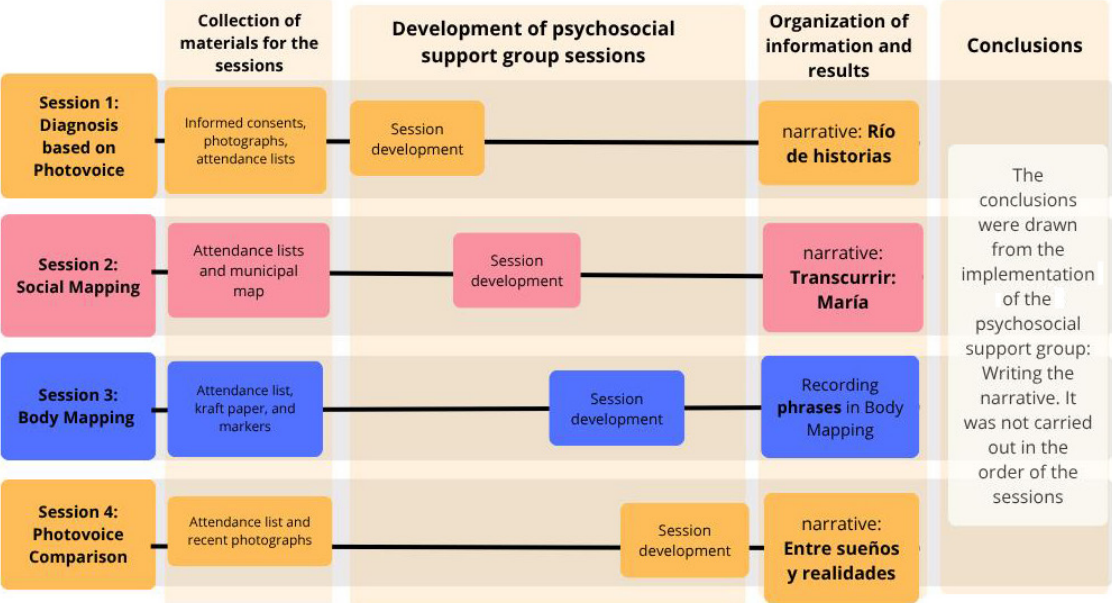 Collection of
materials for the
sessions
Development of psychosocial
support group sessions
Organization of
information and
results
Conclusions
Session 1:
Diagnosis
based on
Photovoice
Informed consents,
photographs,
attendance lists
Session
development
narrative: Río
de historias
Session 2:
Social Mapping
Attendance lists
and municipal
map
Session
development
narrative:
Transcurrir:
María
Session 3:
Body Mapping
Attendance list,
kraft paper, and
markers
Session
development
Recording
phrases in Body
Mapping
Session 4:
Photovoice
Comparison
Attendance list and
recent photographs
Session
development
narrative:
Entre sueños
y realidades
The
conclusions
were drawn
from the
implementation
of the
psychosocial
support group:
Writing the
narrative. It
was not carried
out in the
order of the
sessions